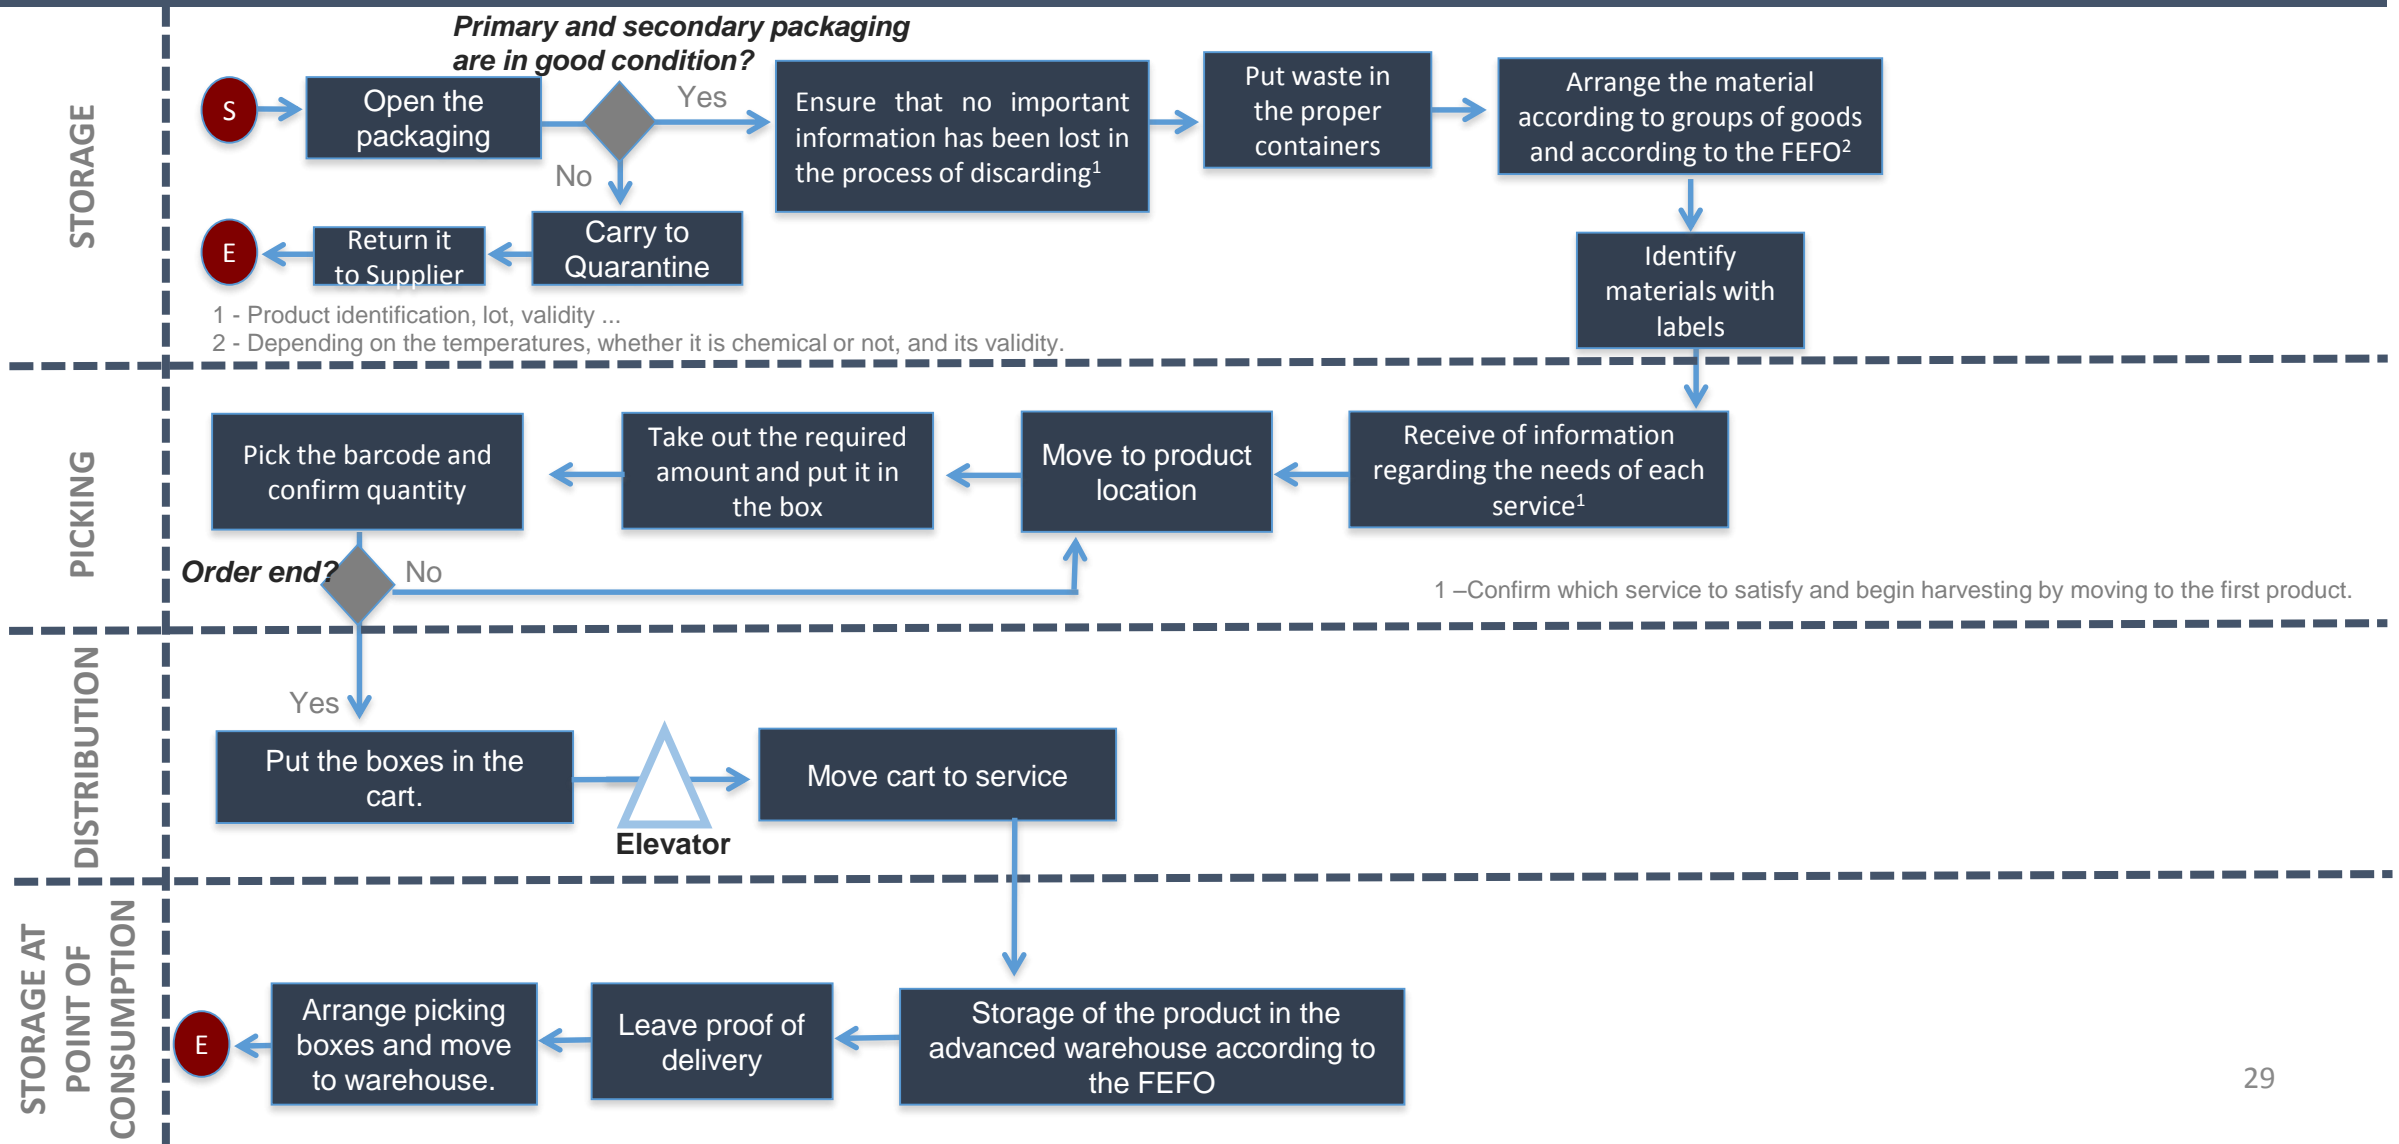 STORAGE
Primary and secondary packaging
are in good condition?
S
Open the
packaging
Yes
No
Ensure that no important
information has been lost in
the process of discarding¹
Put waste in
the proper
containers
Arrange the material
according to groups of goods
and according to the FEFO²
E
Return it
to Supplier
Carry to
Quarantine
Identify
materials with
labels
1 - Product identification, lot, validity ...
2 - Depending on the temperatures, whether it is chemical or not, and its validity.
PICKING
Receive of information
regarding the needs of each
service¹
Move to product
location
Take out the required
amount and put it in
the box
Pick the barcode and
confirm quantity
Order end?
No
1 –Confirm which service to satisfy and begin harvesting by moving to the first product.
DISTRIBUTION
Yes
Put the boxes in the
cart.
Elevator
Move cart to service
STORAGE AT
POINT OF
CONSUMPTION
Storage of the product in the
advanced warehouse according to
the FEFO
Leave proof of
delivery
Arrange picking
boxes and move
to warehouse.
E
29